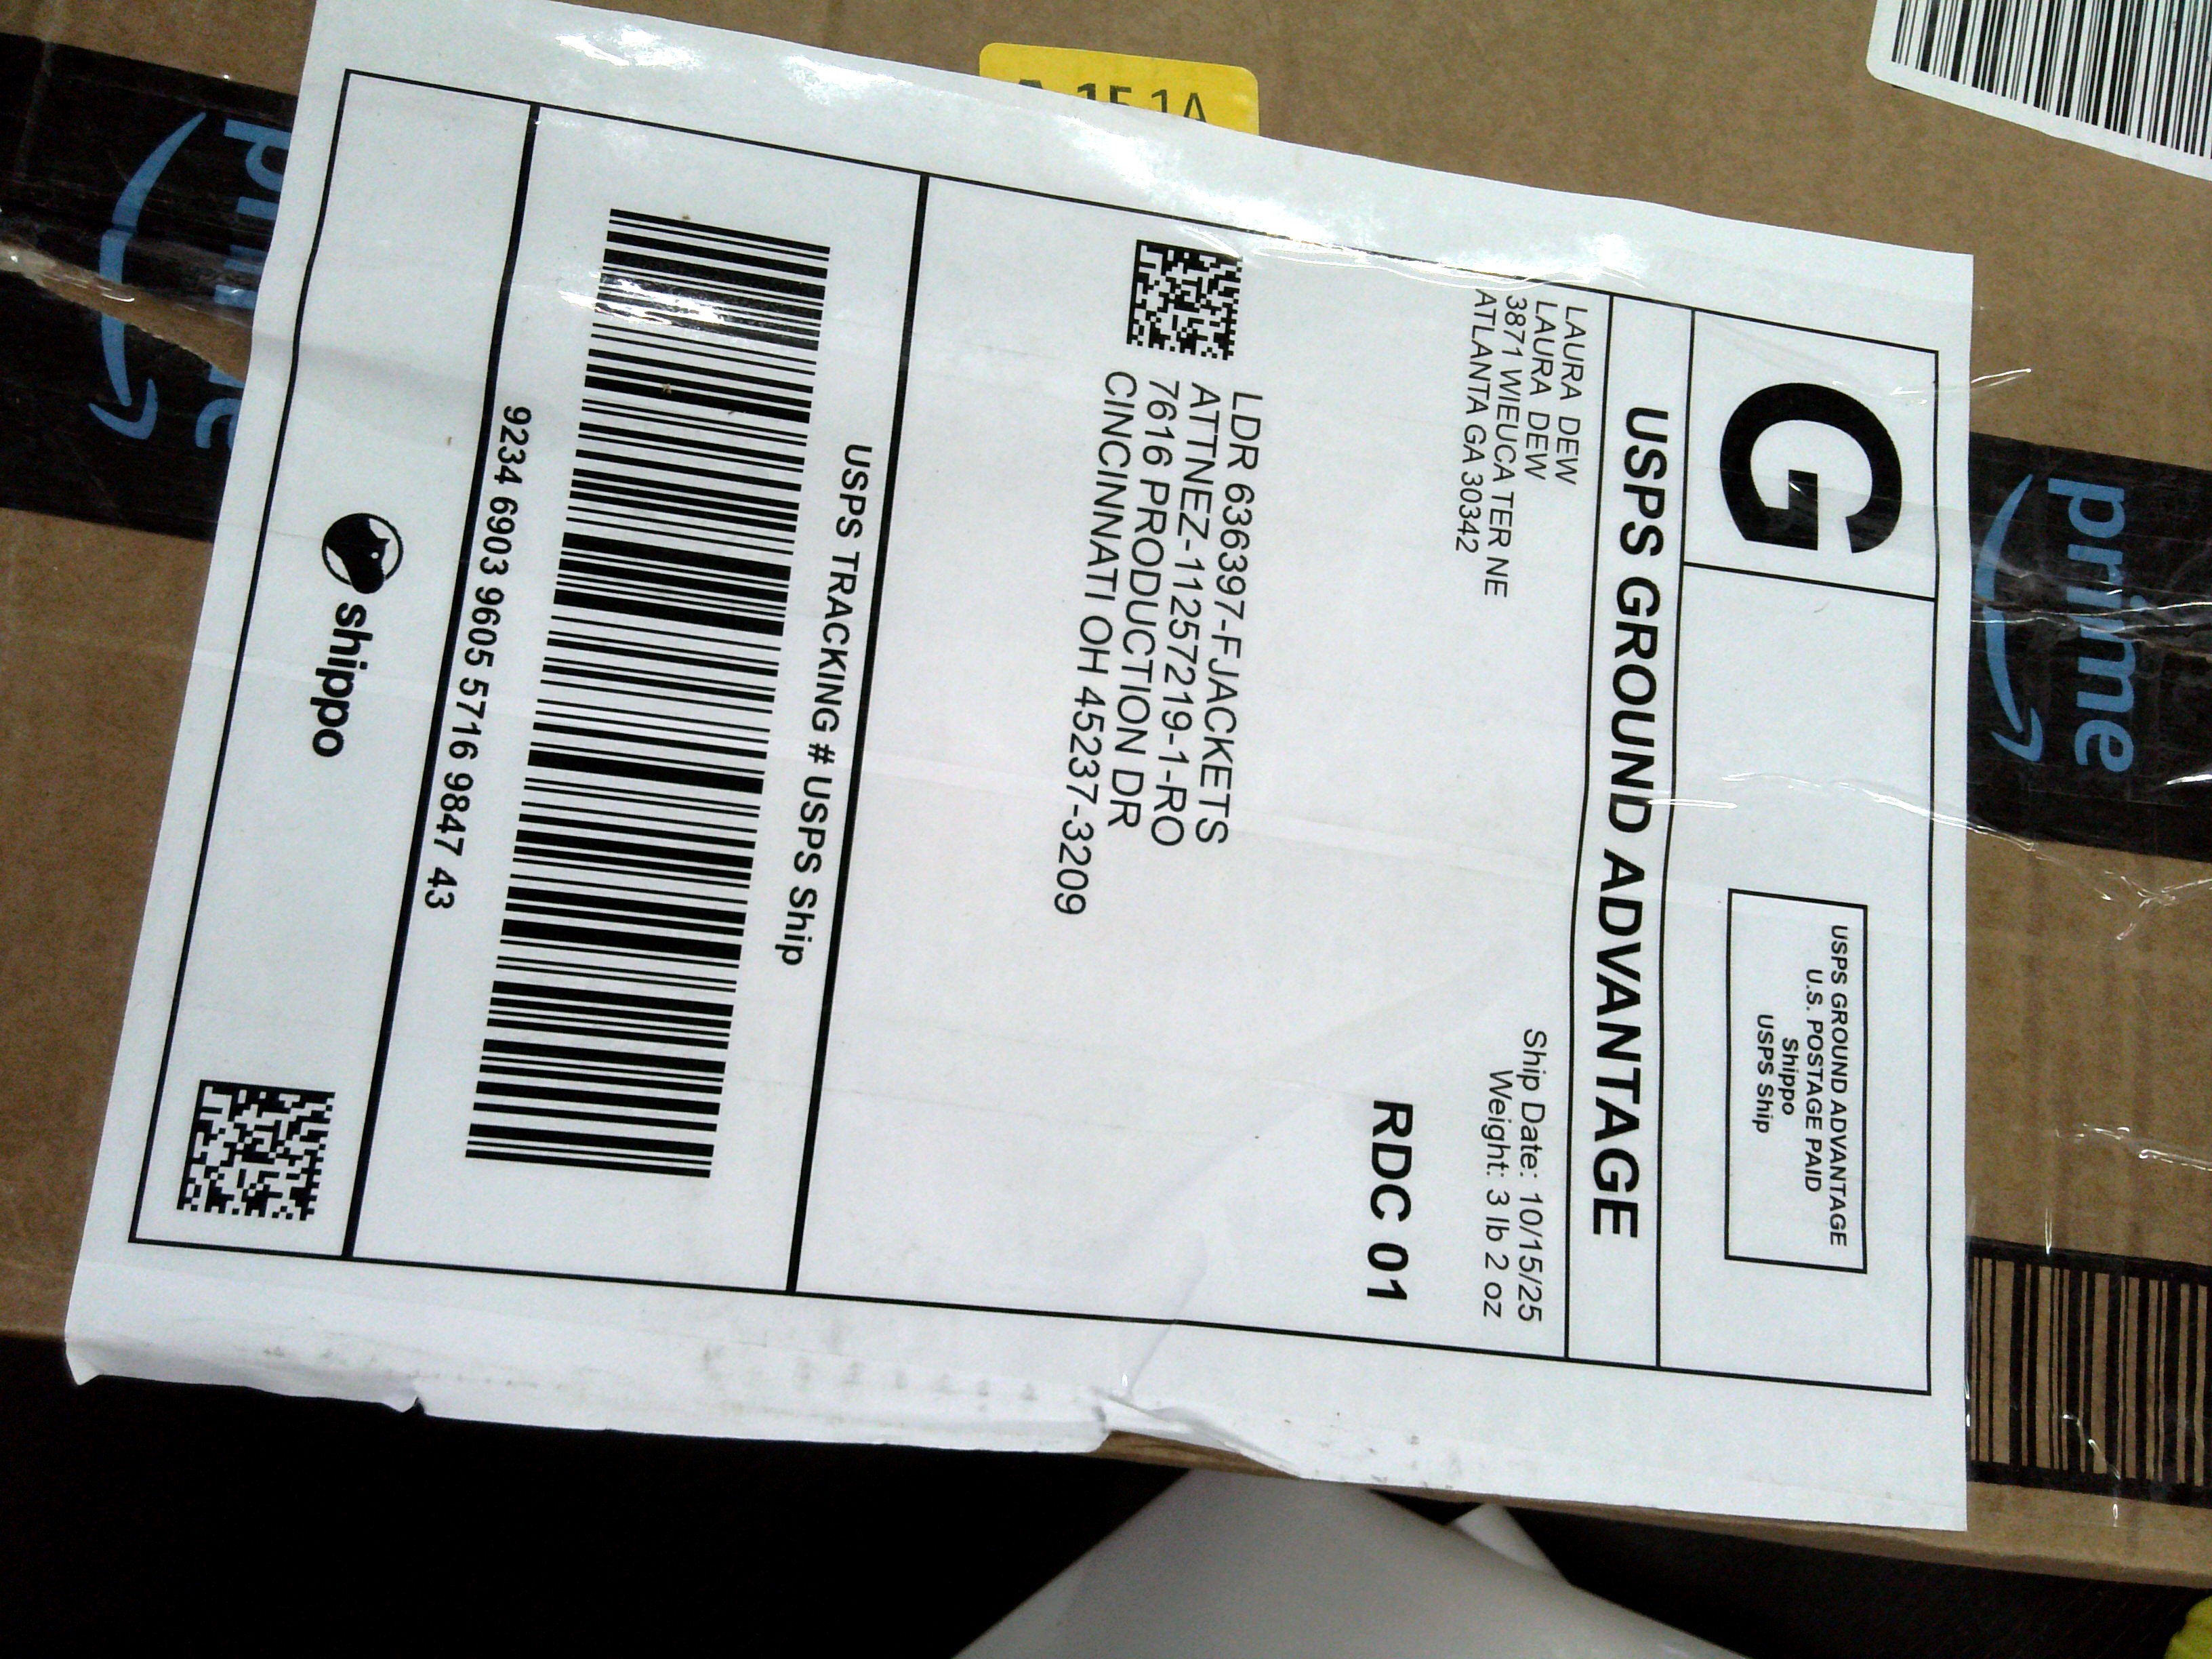 G
USPS GROUND ADVANTAGE
U.S. POSTAGE PAID
Shippo
USPS Ship
USPS GROUND ADVANTAGE
LAURA DEW
LAURA DEW
3871 WIEUCA TER NE
ATLANTA GA 30342
Ship Date: 10/15/25
Weight: 3 lb 2 oz
RDC 01
LDR 636397-FJACKETS
ATTNEZ-11257219-1-RO
7616 PRODUCTION DR
CINCINNATI OH 45237-3209
USPS TRACKING # USPS Ship
9234 6903 9605 5716 9847 43
shippo
prime
prime
1A